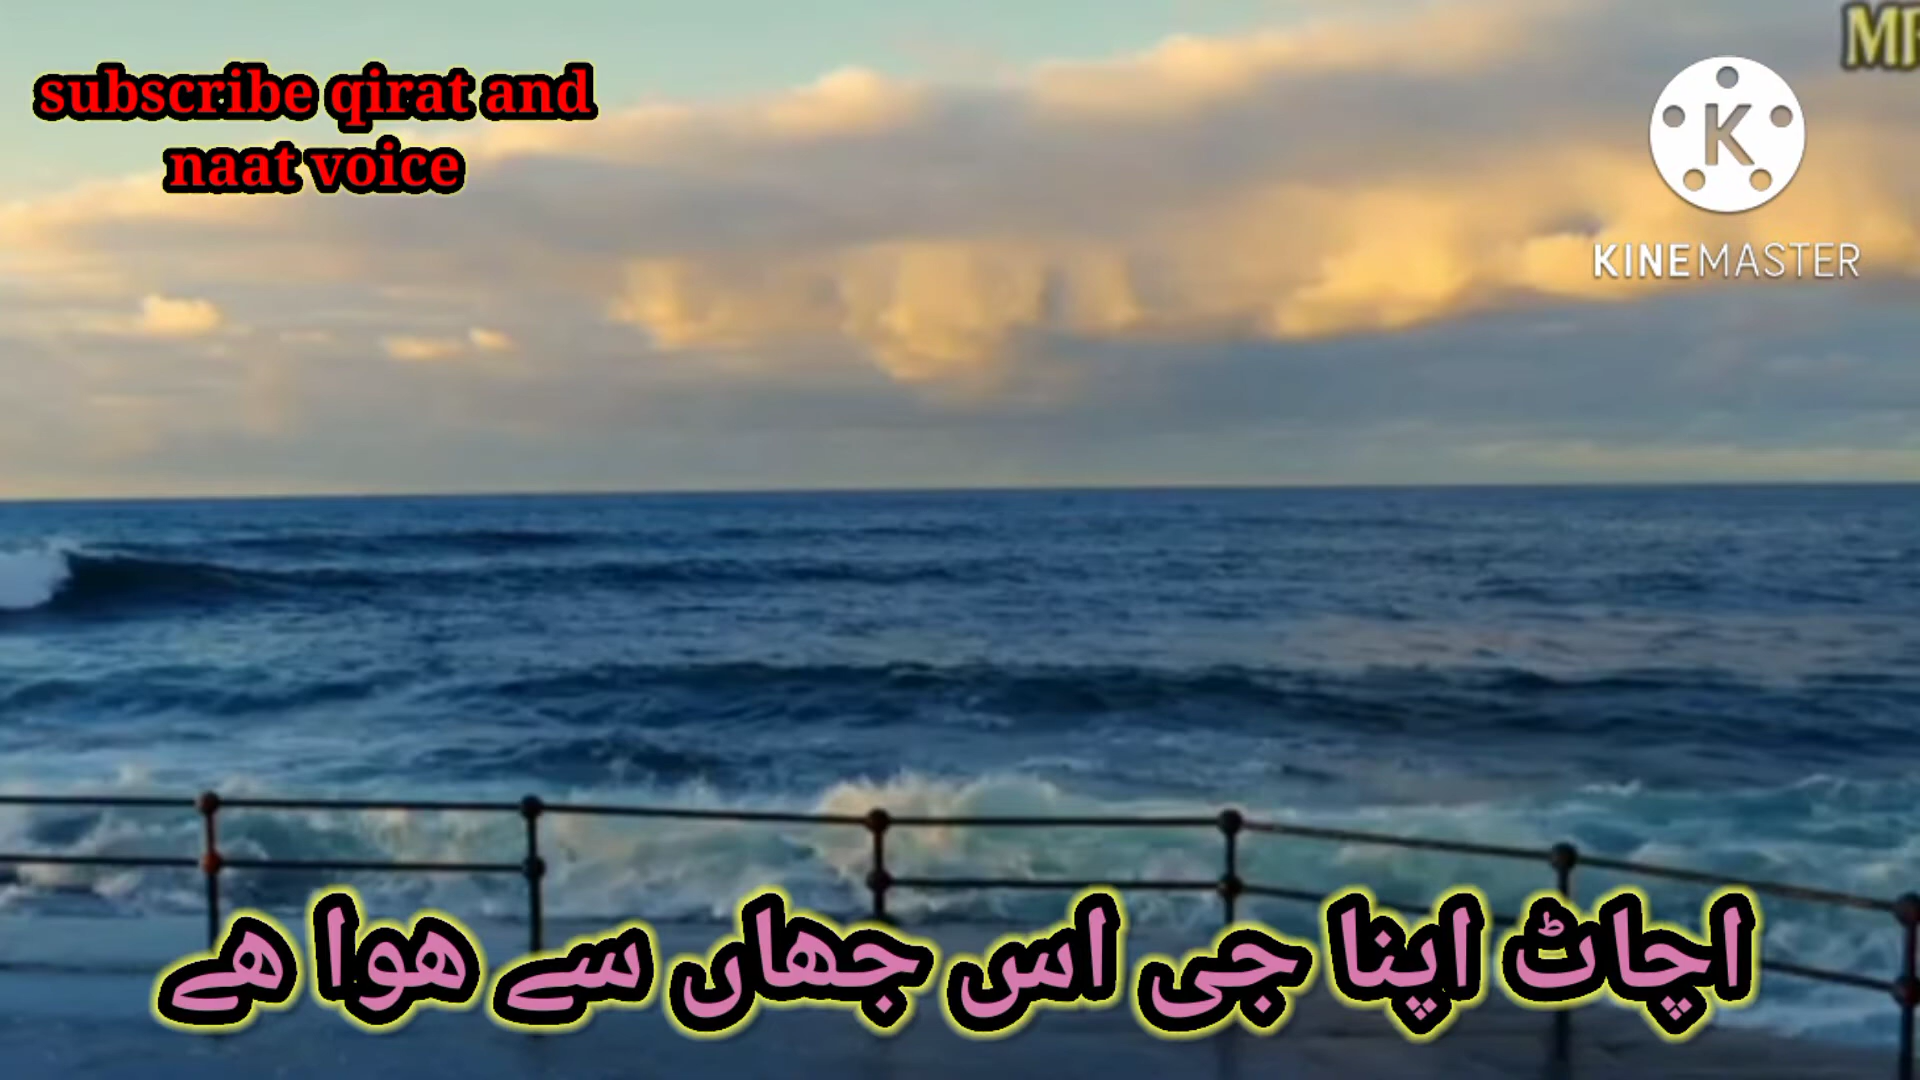 subscribe qirat and
naat voice
KINEMASTER
اچاٹ اپنا جی اس جھاں سے ھوا ھے